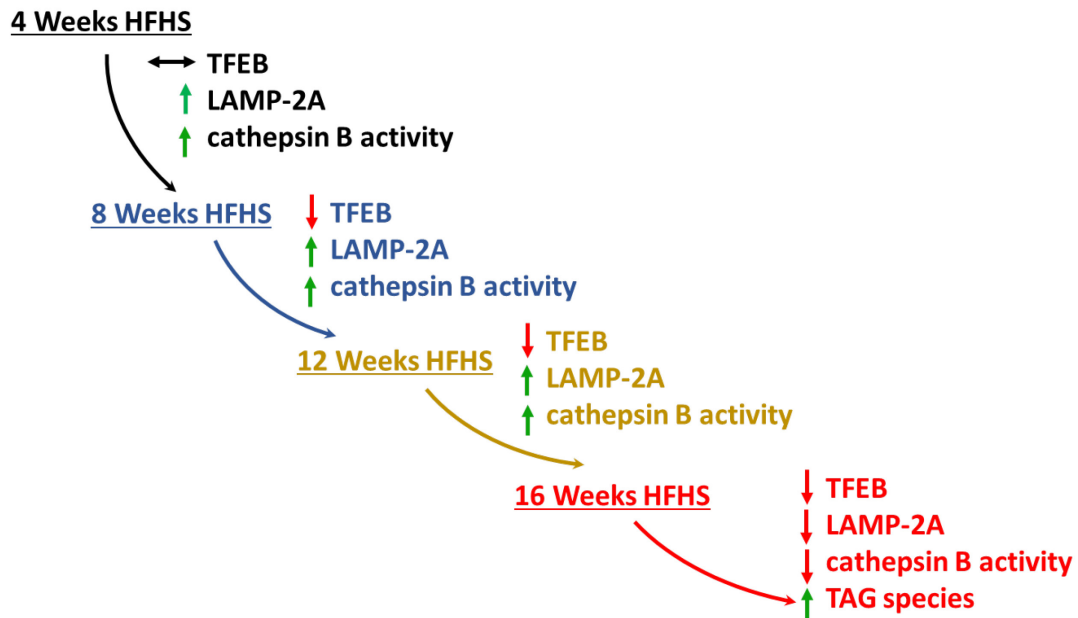 4 Weeks HFHS
TFEB
LAMP-2A
cathepsin B activity
8 Weeks HFHS
TFEB
LAMP-2A
cathepsin B activity
12 Weeks HFHS
TFEB
LAMP-2A
cathepsin B activity
16 Weeks HFHS
TFEB
LAMP-2A
cathepsin B activity
TAG species